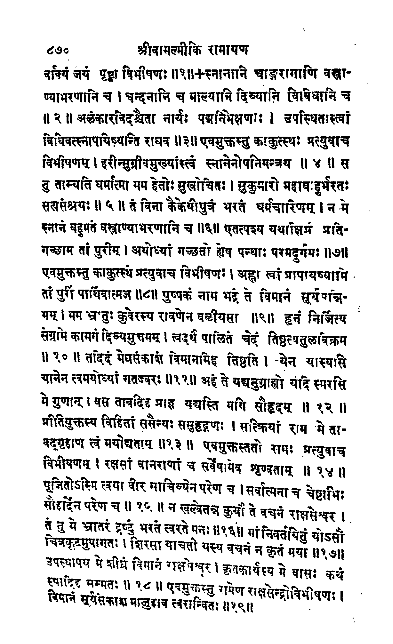 ८७० श्रीवाल्मीकि रामायण
र्वाक्यं जयं पृष्ट्वा विभीषणः ॥१॥+स्नानानि चाङ्गरागाणि वस्त्रा-
ण्याभरणानि च । चन्दनानि च माल्यानि दिव्यानि विविधानि च
॥ २ ॥ अलंकारविदश्चैता नार्यः पद्मनिभेक्षणाः । उपस्थितास्त्वां
विधिवत्स्नापयिष्यन्ति राघव ॥३॥ एवमुक्तस्तु काकुत्स्थः प्रत्युवाच
विभीषणम् । हरीन्सुग्रीवमुख्यांस्त्वं स्नानेनोपनिमन्त्रय ॥ ४ ॥ स
तु ताम्यति धर्मात्मा मम हेतोः सुखोचितः । सुकुमारो महाबाहुर्भरतः
सत्यसंश्रयः ॥ ५ ॥ तं विना कैकेयीपुत्रं भरतं धर्मचारिणम् । न मे
स्नानं बहुमतं वस्त्राण्याभरणानि च ॥६॥ एतत्पश्य यथाक्षिप्रं प्रति-
गच्छाम तां पुरीम् । अयोध्यां गच्छतो ह्येष पन्थाः परमदुर्गमः ॥७॥
एवमुक्तस्तु काकुत्स्थं प्रत्युवाच विभीषणः । अह्ना त्वां प्रापयिष्यामि
तां पुरीं पार्थिवात्मज ॥८॥ पुष्पकं नाम भद्रं ते विमानं सूर्यसंनि-
भम् । मम भ्रातुः कुबेरस्य रावणेन बलीयसा ॥ ९ ॥ हृतं निर्जित्य
संग्रामे कामगं दिव्यमुत्तमम् । त्वदर्थं पालितं चेदं तिष्ठत्यतुलविक्रम
॥ १० ॥ तदिदं मेघसंकाशं विमानमिह तिष्ठति । येन यास्यसि
यानेन त्वमयोध्यां गतज्वरः ॥११॥ अहं ते यद्यनुग्राह्यो यदि स्मरसि
मे गुणान् । वस तावदिह प्राज्ञ यद्यस्ति मयि सौहृदम् ॥ १२ ॥
प्रीतियुक्तस्य विहितां ससैन्यः ससुहृद्गणः । सत्क्रियां राम मे ता-
वद्गृहाण त्वं मयोद्यताम् ॥१३ ॥ एवमुक्तस्ततो रामः प्रत्युवाच
विभीषणम् । रक्षसां वानराणां च सर्वेषामेव शृण्वताम् ॥ १४ ॥
पूजितोऽस्मि त्वया वीर साचिव्येन परेण च । सर्वात्मना च चेष्टाभिः
सौहार्देन परेण च ॥ १५ ॥ न खल्वेतन्न कुर्यां ते वचनं राक्षसेश्वर ।
तं तु मे भ्रातरं द्रष्टुं भरतं त्वरते मनः ॥१६॥ मां निवर्तयितुं योऽसौ
चित्रकूटमुपागतः । शिरसा याचतो यस्य वचनं न कृतं मया ॥१७॥
उपस्थापय मे शीघ्रं विमानं राक्षसेश्वर । कृतकार्यस्य मे वासः कथं
स्यादिह सम्मतः ॥ १८ ॥ एवमुक्तस्तु रामेण राक्षसेन्द्रो विभीषणः ।
विमानं सूर्यसंकाशमाजुहाव त्वरान्वितः ॥१९॥